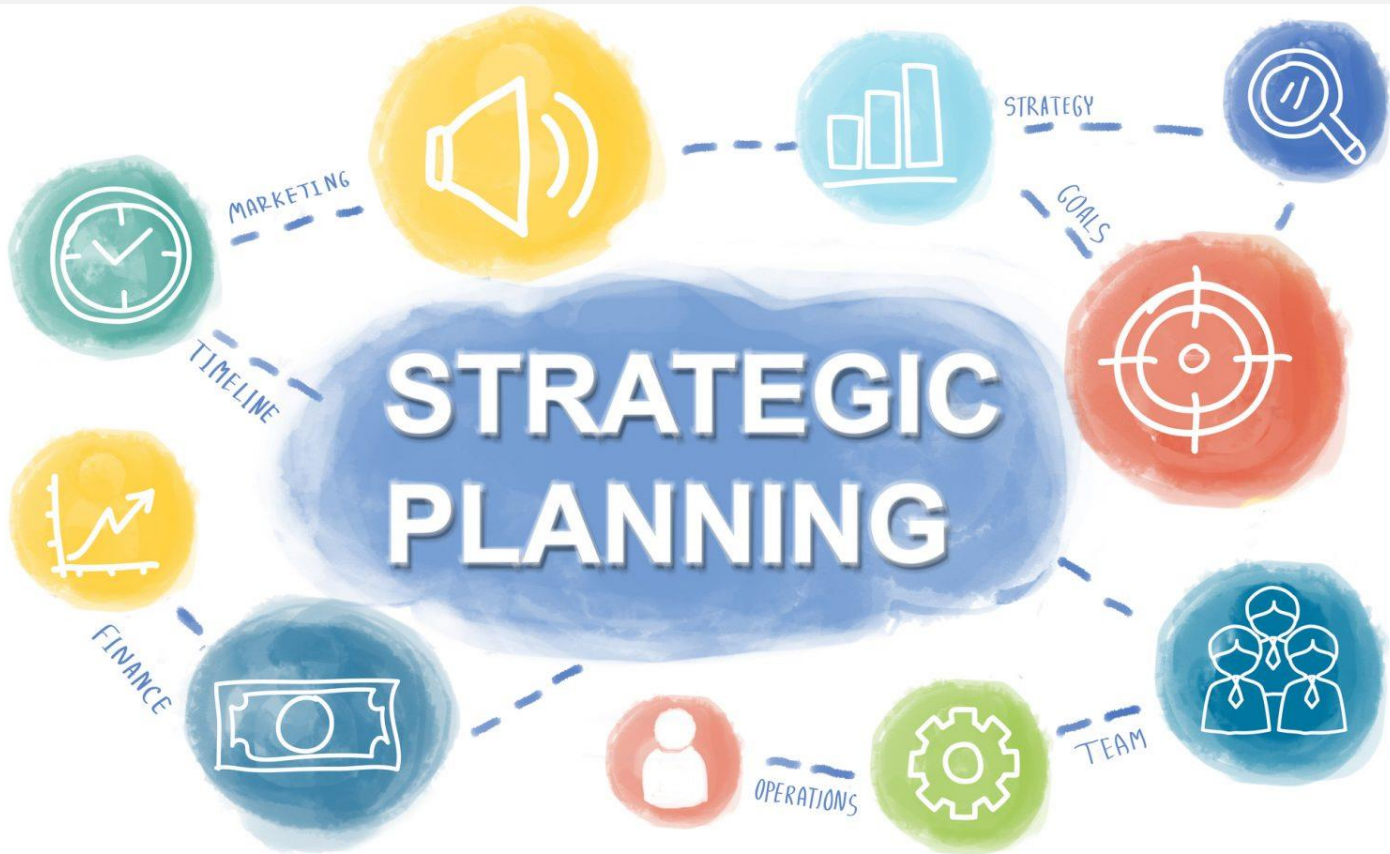 STRATEGY
MARKETING
GOALS
TIMELINE
STRATEGIC
PLANNING
FINANCE
TEAM
OPERATIONS